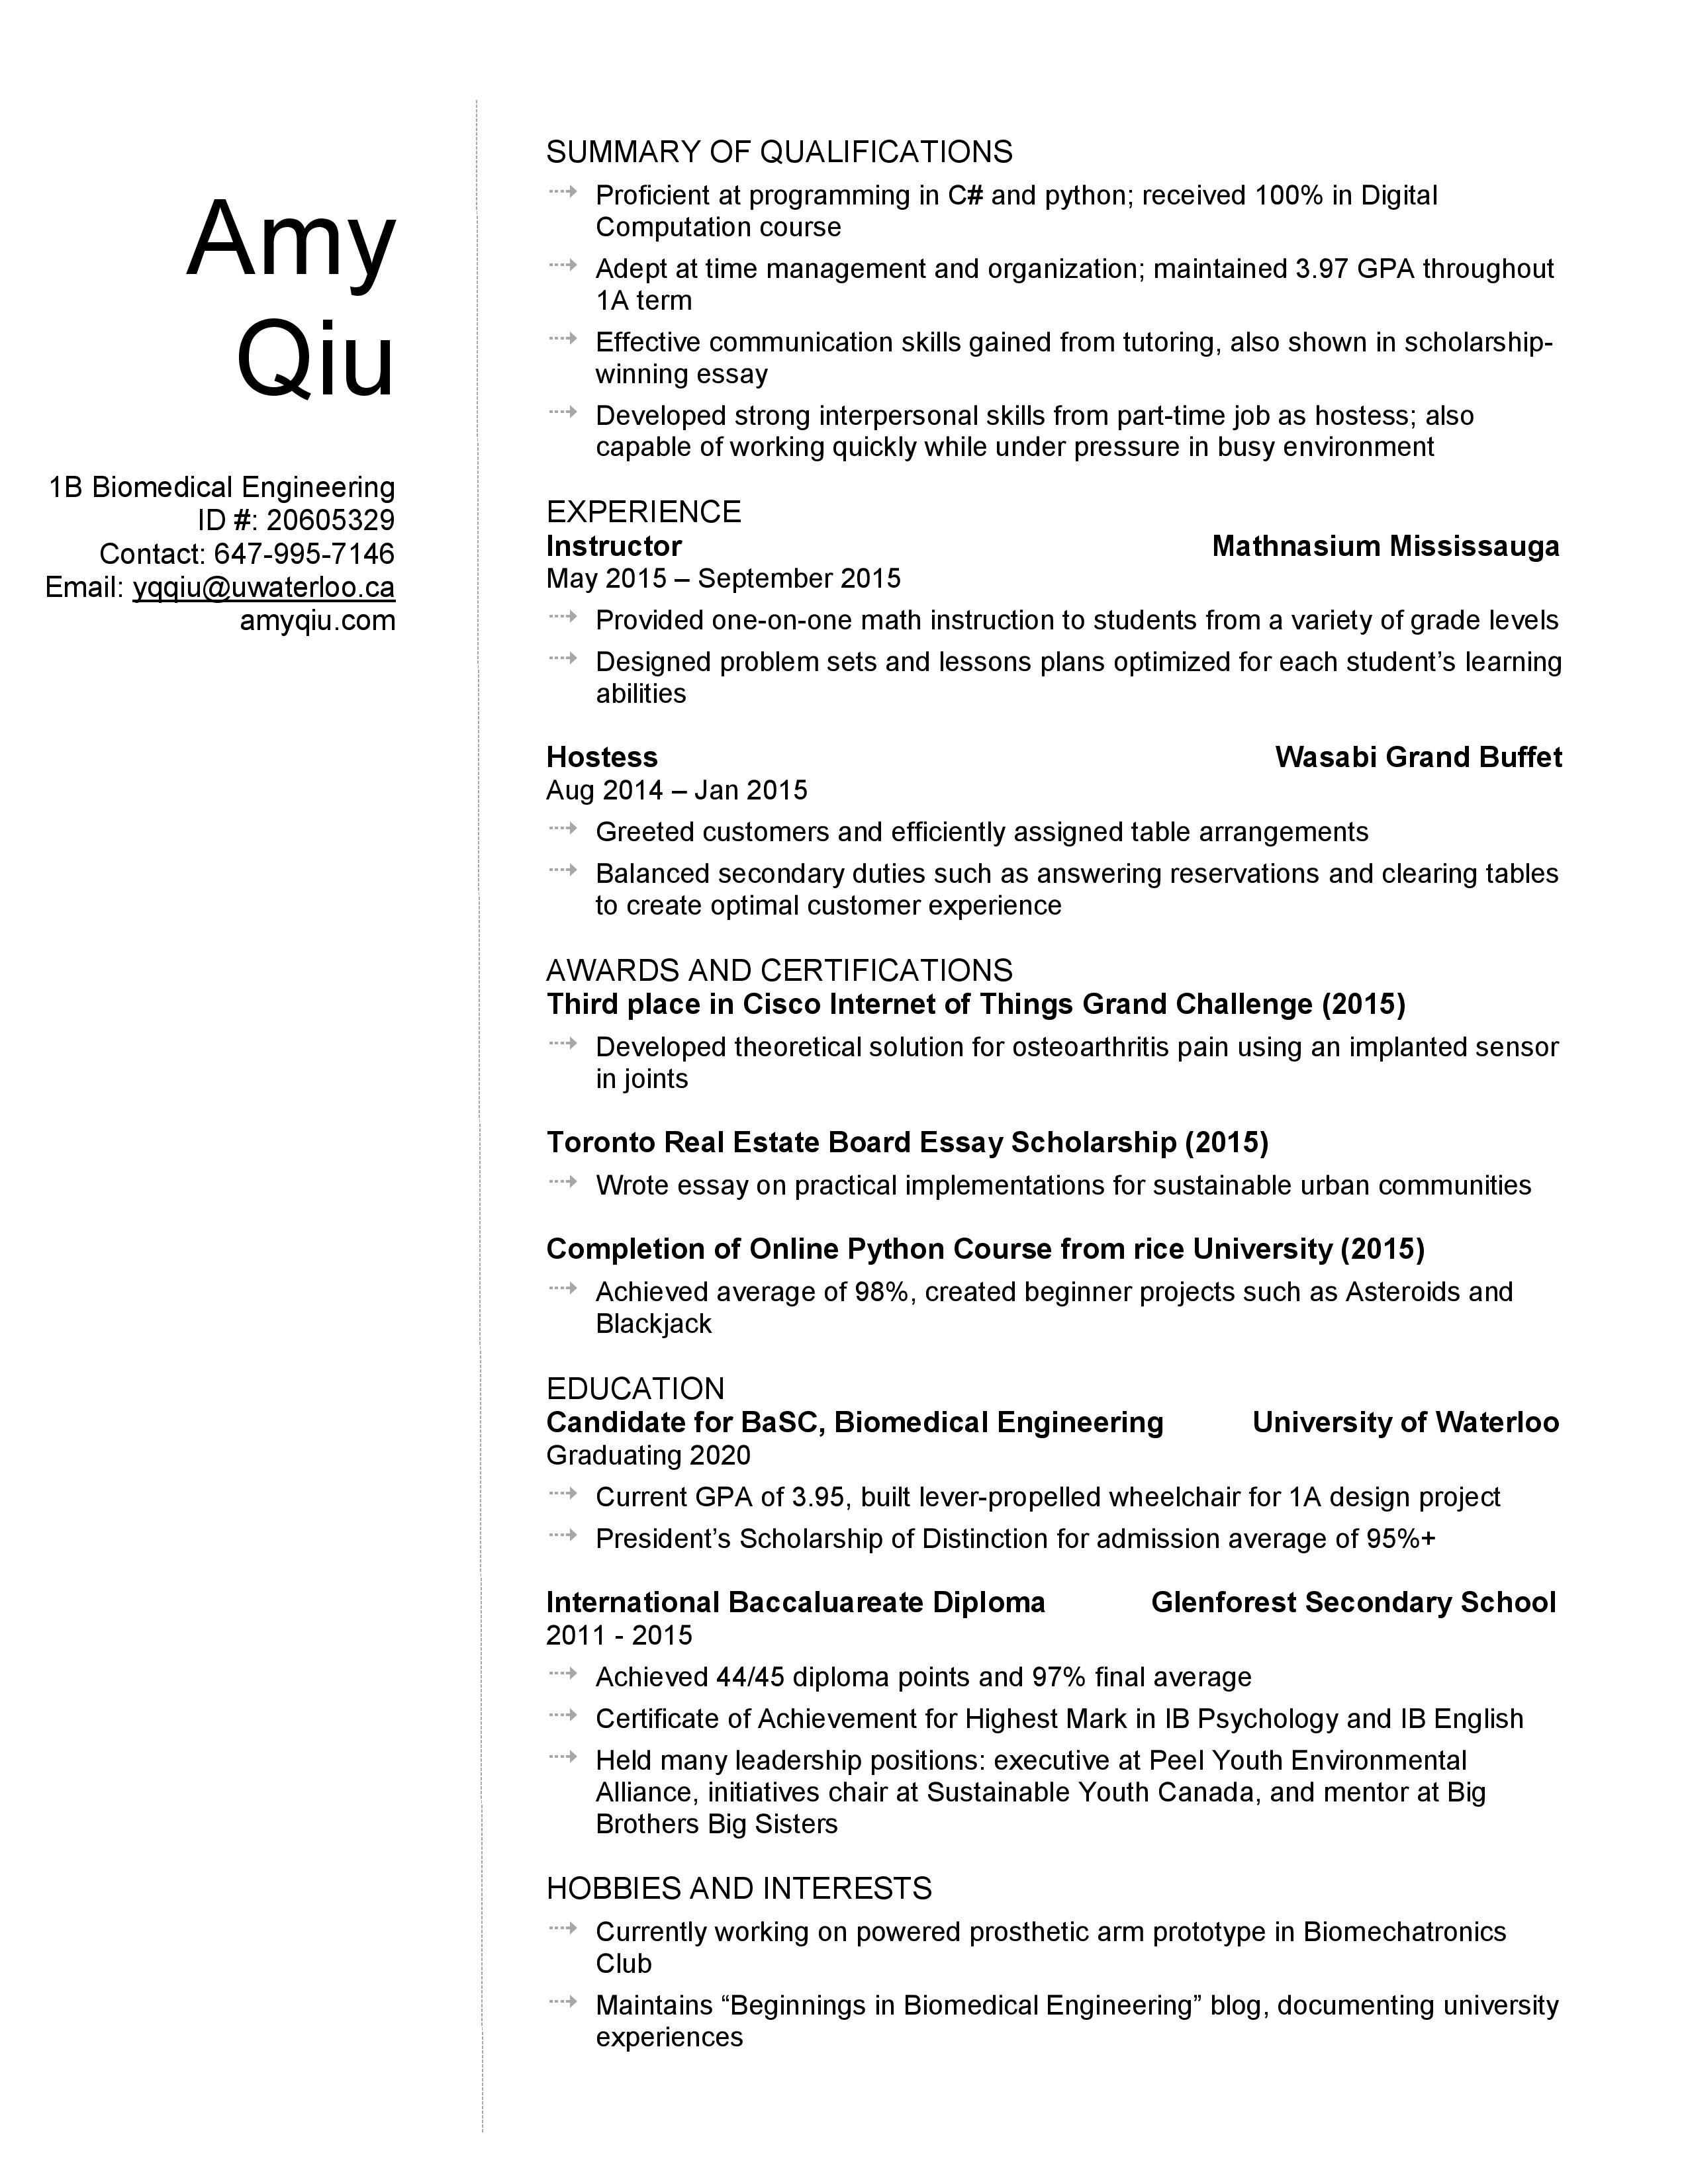 Amy
Qiu
1B Biomedical Engineering
ID #: 20605329
Contact: 647-995-7146
Email: yqqiu@uwaterloo.ca
amyqiu.com
SUMMARY OF QUALIFICATIONS
Proficient at programming in C# and python; received 100% in Digital
Computation course
Adept at time management and organization; maintained 3.97 GPA throughout
1A term
Effective communication skills gained from tutoring, also shown in scholarship-
winning essay
Developed strong interpersonal skills from part-time job as hostess; also
capable of working quickly while under pressure in busy environment
EXPERIENCE
Instructor Mathnasium Mississauga
May 2015 – September 2015
Provided one-on-one math instruction to students from a variety of grade levels
Designed problem sets and lessons plans optimized for each student’s learning
abilities
Hostess Wasabi Grand Buffet
Aug 2014 – Jan 2015
Greeted customers and efficiently assigned table arrangements
Balanced secondary duties such as answering reservations and clearing tables
to create optimal customer experience
AWARDS AND CERTIFICATIONS
Third place in Cisco Internet of Things Grand Challenge (2015)
Developed theoretical solution for osteoarthritis pain using an implanted sensor
in joints
Toronto Real Estate Board Essay Scholarship (2015)
Wrote essay on practical implementations for sustainable urban communities
Completion of Online Python Course from rice University (2015)
Achieved average of 98%, created beginner projects such as Asteroids and
Blackjack
EDUCATION
Candidate for BaSC, Biomedical Engineering University of Waterloo
Graduating 2020
Current GPA of 3.95, built lever-propelled wheelchair for 1A design project
President’s Scholarship of Distinction for admission average of 95%+
International Baccaluareate Diploma Glenforest Secondary School
2011 - 2015
Achieved 44/45 diploma points and 97% final average
Certificate of Achievement for Highest Mark in IB Psychology and IB English
Held many leadership positions: executive at Peel Youth Environmental
Alliance, initiatives chair at Sustainable Youth Canada, and mentor at Big
Brothers Big Sisters
HOBBIES AND INTERESTS
Currently working on powered prosthetic arm prototype in Biomechatronics
Club
Maintains “Beginnings in Biomedical Engineering” blog, documenting university
experiences